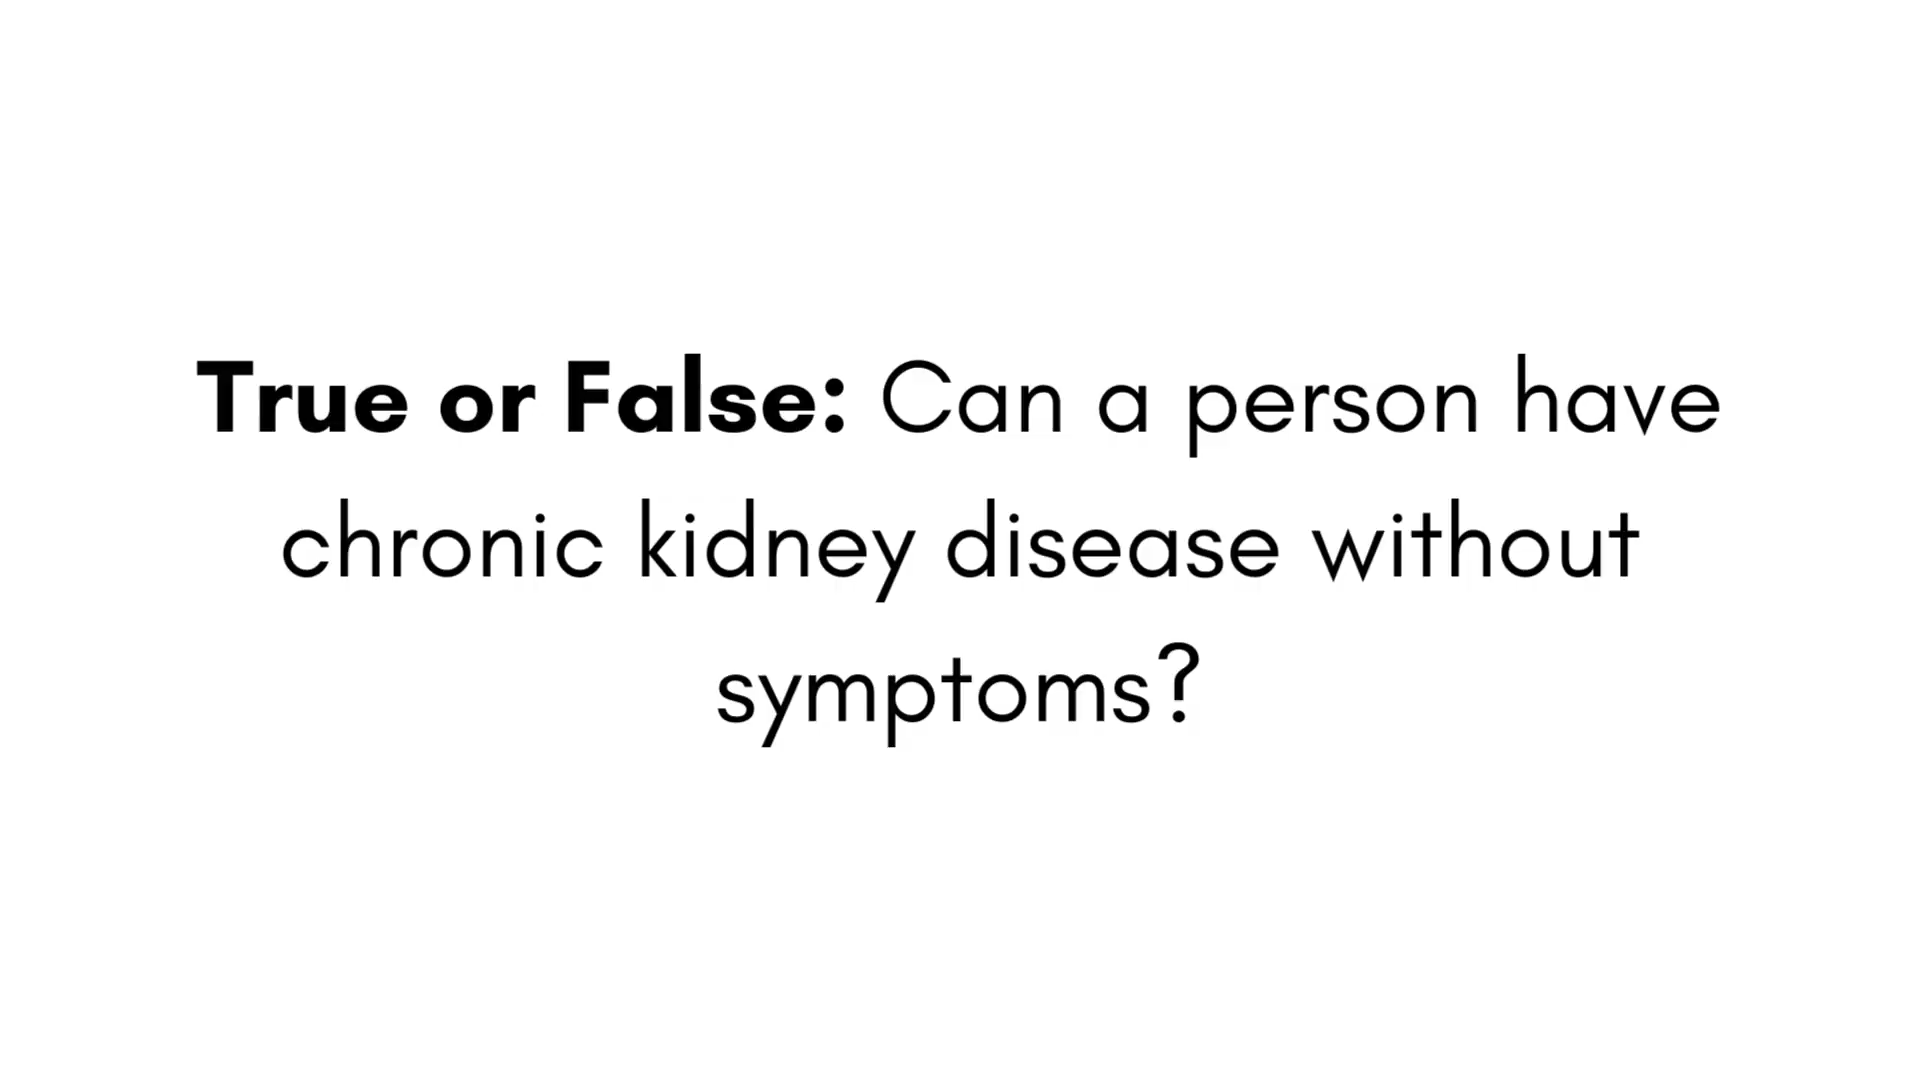 True or False: Can a person have
chronic kidney disease without
symptoms?